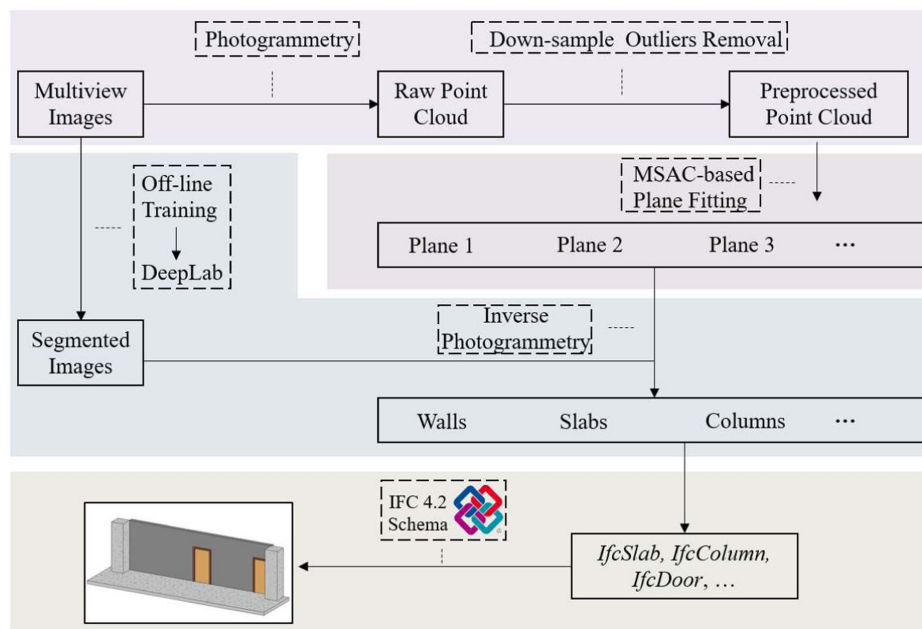 Photogrammetry
Down-sample Outliers Removal
Multiview
Images
Raw Point
Cloud
Preprocessed
Point Cloud
Off-line
Training
DeepLab
MSAC-based
Plane Fitting
Plane 1 Plane 2 Plane 3 ...
Inverse
Photogrammetry
Segmented
Images
Walls Slabs Columns ...
IFC 4.2
Schema
IfcSlab, IfcColumn,
IfcDoor, ...